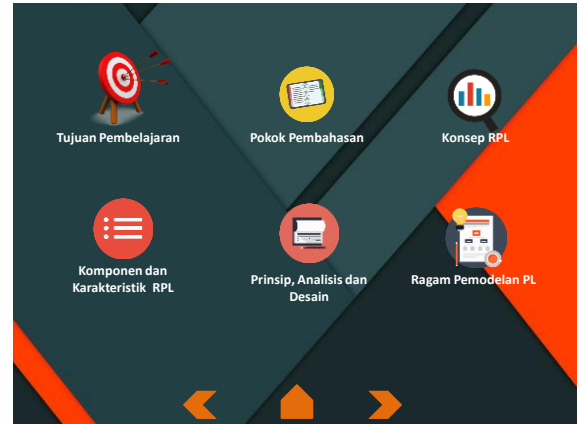 Tujuan Pembelajaran
Pokok Pembahasan
Konsep RPL
Komponen dan
Karakteristik RPL
Prinsip, Analisis dan
Desain
Ragam Pemodelan PL